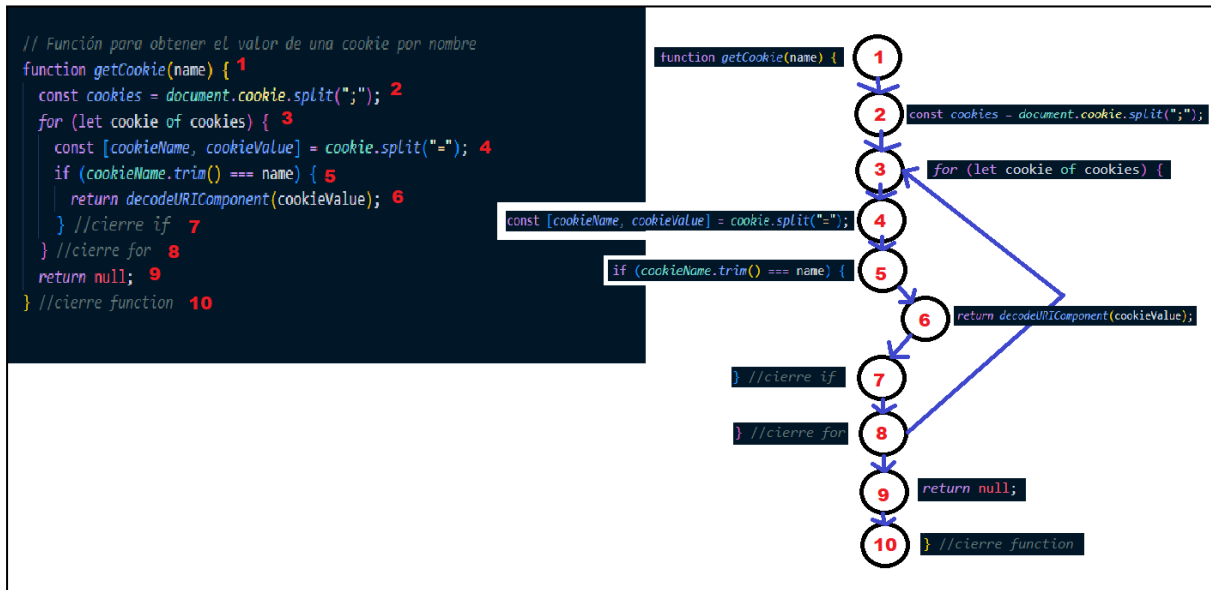 // Función para obtener el valor de una cookie por nombre
function getCookie(name) { 1
const cookies = document.cookie.split(";"); 2
for (let cookie of cookies) { 3
const [cookieName, cookieValue] = cookie.split("="); 4
if (cookieName.trim() === name) { 5
return decodeURIComponent(cookieValue); 6
} //cierre if 7
} //cierre for 8
return null; 9
} //cierre function 10
function getCookie(name) { 1
2 const cookies = document.cookie.split(";");
3 for (let cookie of cookies) {
const [cookieName, cookieValue] = cookie.split("="); 4
if (cookieName.trim() === name) { 5
6 return decodeURIComponent(cookieValue);
} //cierre if 7
} //cierre for 8
9 return null;
10 } //cierre function